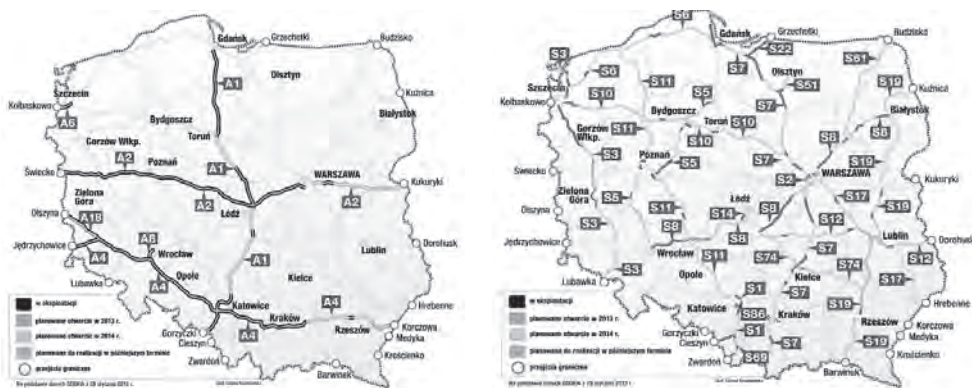 Gdańsk
Grzechotki
Budzisko
A1
Olsztyn
Szczecin
Kołbaskowo
A6
Kuźnica
Białystok
Bydgoszcz
Toruń
Gorzów Wlkp.
A2
Poznań
A1
Świecko
WARSZAWA
Kukuryki
A2
A2
Zielona
Góra
Łódź
Olszyna
A18
Jędrzychowice
A4
A8
Wrocław
A1
Lublin
Dorohusk
Lubawka
A4
Opole
Kielce
Katowice
A4
Hrebenne
Kraków
A4
Rzeszów
Gorzyczki
Cieszyn
Zwardoń
Korczowa
Medyka
Krościenko
Barwinek
w eksploatacji
planowane otwarcie w 2013 r.
planowane otwarcie w 2014 r.
planowane do realizacji w późniejszym terminie
przejścia graniczne
S6
Gdańsk
Grzechotki
Budzisko
S3
S22
S7
S61
Szczecin
S6
S11
Olsztyn
S51
S19
Kuźnica
Kołbaskowo
S10
S5
Bydgoszcz
S7
Białystok
Toruń
S10
S10
S8
S8
Gorzów
Wlkp.
S11
S3
Poznań
S5
S7
S19
Świecko
S2
WARSZAWA
Kukuryki
Zielona
Góra
S5
S11
S14
Łódź
S8
S17
S19
Olszyna
S3
S8
S8
S12
Jędrzychowice
Wrocław
S7
Lublin
Dorohusk
S12
Lubawka
S3
S11
Opole
S74
Kielce
S74
S17
S1
S7
Hrebenne
Katowice
S86
Kraków
S19
Rzeszów
Gorzyczki
Cieszyn
S1
Korczowa
Medyka
Krościenko
S7
S19
Zwardoń
S69
Barwinek
w eksploatacji
planowane otwarcie w 2013 r.
planowane otwarcie w 2014 r.
planowane do realizacji w późniejszym terminie
przejścia graniczne